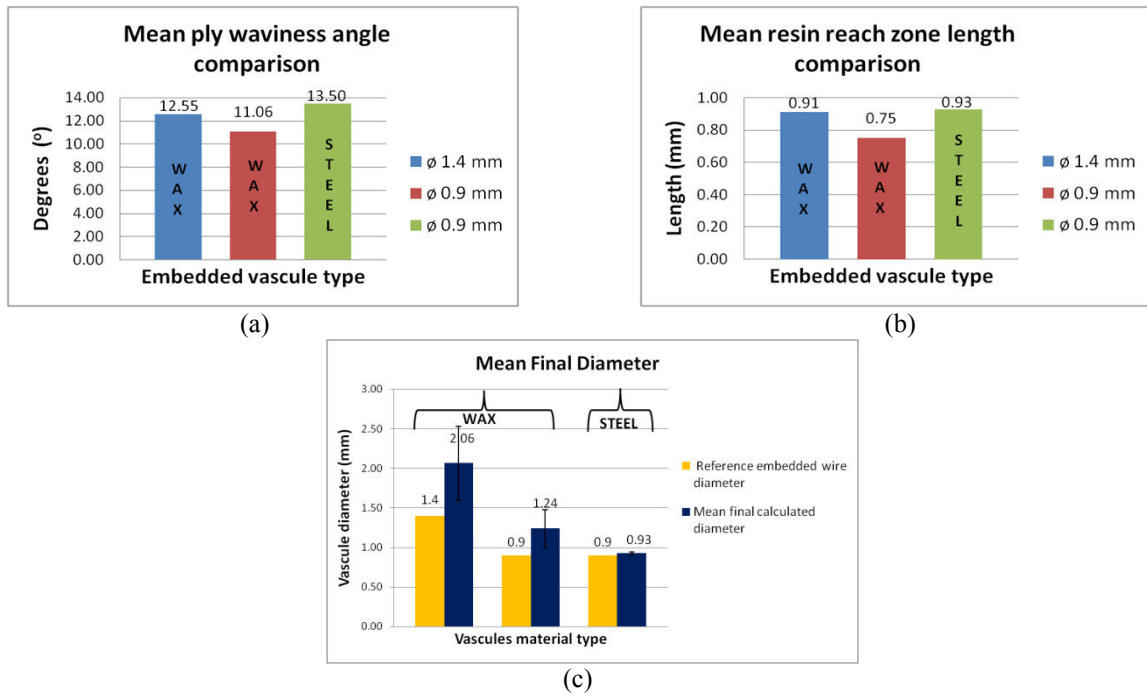 Mean ply waviness angle
comparison
14.00
12.00
10.00
8.00
6.00
4.00
2.00
0.00
Degrees (º)
12.55
11.06
13.50
WAX
WAX
STEEL
ø 1.4 mm
ø 0.9 mm
ø 0.9 mm
Embedded vascule type
(a)
Mean resin reach zone length
comparison
1.00
0.80
0.60
0.40
0.20
0.00
Length (mm)
0.91
0.75
0.93
WAX
WAX
STEEL
ø 1.4 mm
ø 0.9 mm
ø 0.9 mm
Embedded vascule type
(b)
Mean Final Diameter
3.00
2.50
2.00
1.50
1.00
0.50
0.00
Vascule diameter (mm)
WAX
STEEL
1.4
2.06
0.9
1.24
0.9
0.93
Reference embedded wire
diameter
Mean final calculated
diameter
Vascules material type
(c)